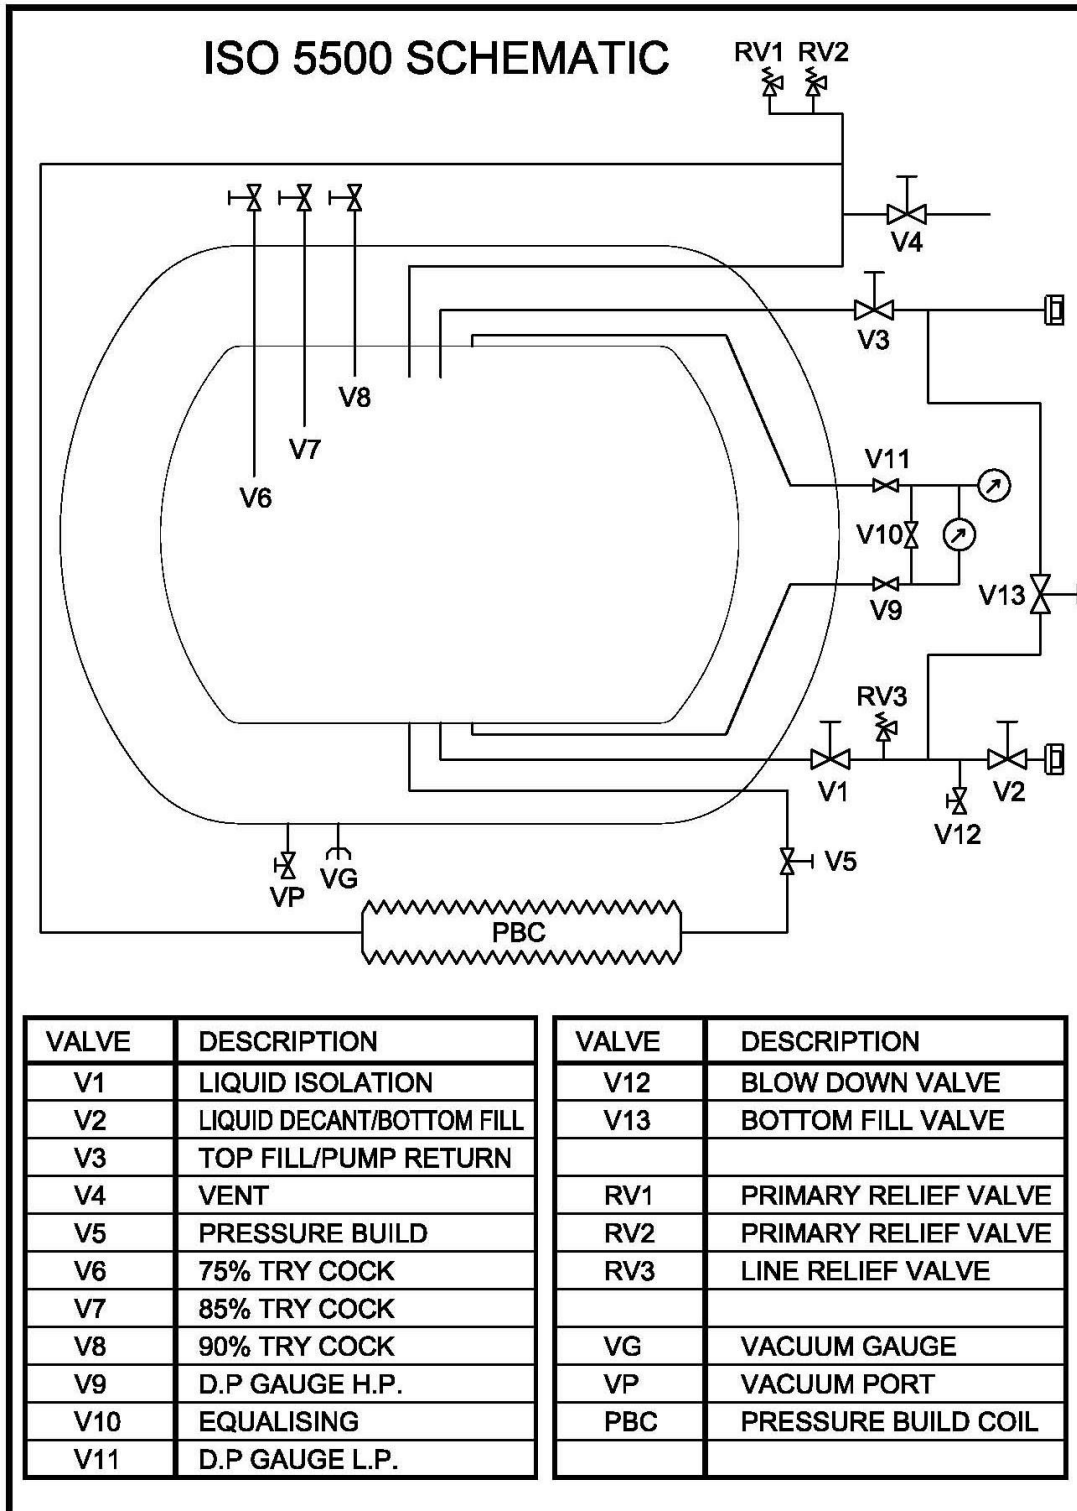 ISO 5500 SCHEMATIC
RV1 RV2
V4
V3
V8
V7
V6
V11
V10
V9
V13
RV3
V1
V2
V12
V5
VP
VG
PBC
VALVE DESCRIPTION
V1 LIQUID ISOLATION
V2 LIQUID DECANT/BOTTOM FILL
V3 TOP FILL/PUMP RETURN
V4 VENT
V5 PRESSURE BUILD
V6 75% TRY COCK
V7 85% TRY COCK
V8 90% TRY COCK
V9 D.P GAUGE H.P.
V10 EQUALISING
V11 D.P GAUGE L.P.
VALVE DESCRIPTION
V12 BLOW DOWN VALVE
V13 BOTTOM FILL VALVE
RV1 PRIMARY RELIEF VALVE
RV2 PRIMARY RELIEF VALVE
RV3 LINE RELIEF VALVE
VG VACUUM GAUGE
VP VACUUM PORT
PBC PRESSURE BUILD COIL